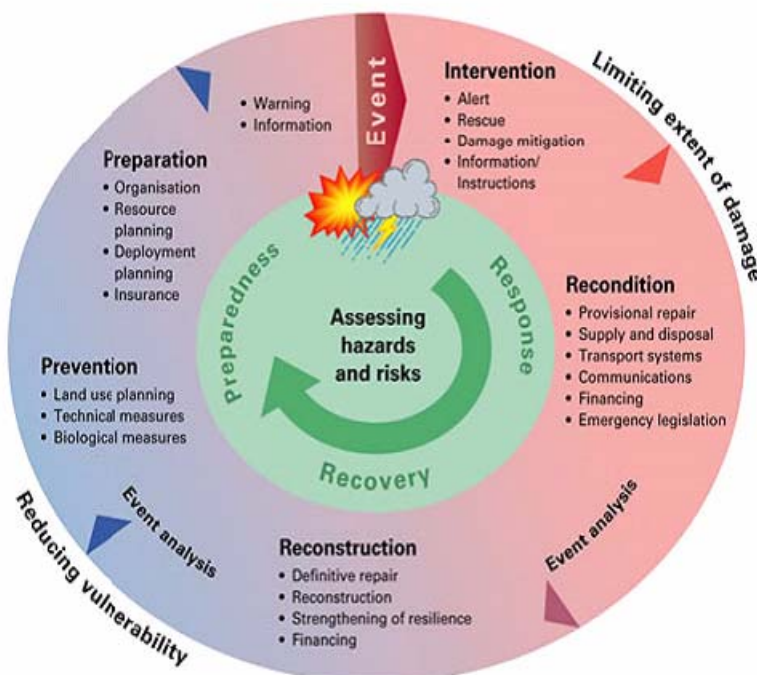 Event
Intervention
• Alert
• Rescue
• Damage mitigation
• Information/
Instructions
Limiting extent of damage
Recondition
• Provisional repair
• Supply and disposal
• Transport systems
• Communications
• Financing
• Emergency legislation
Event analysis
Reconstruction
• Definitive repair
• Reconstruction
• Strengthening of resilience
• Financing
Event analysis
Reducing vulnerability
Prevention
• Land use planning
• Technical measures
• Biological measures
Preparation
• Organisation
• Resource
planning
• Deployment
planning
• Insurance
• Warning
• Information
Preparedness
Response
Recovery
Assessing
hazards
and risks